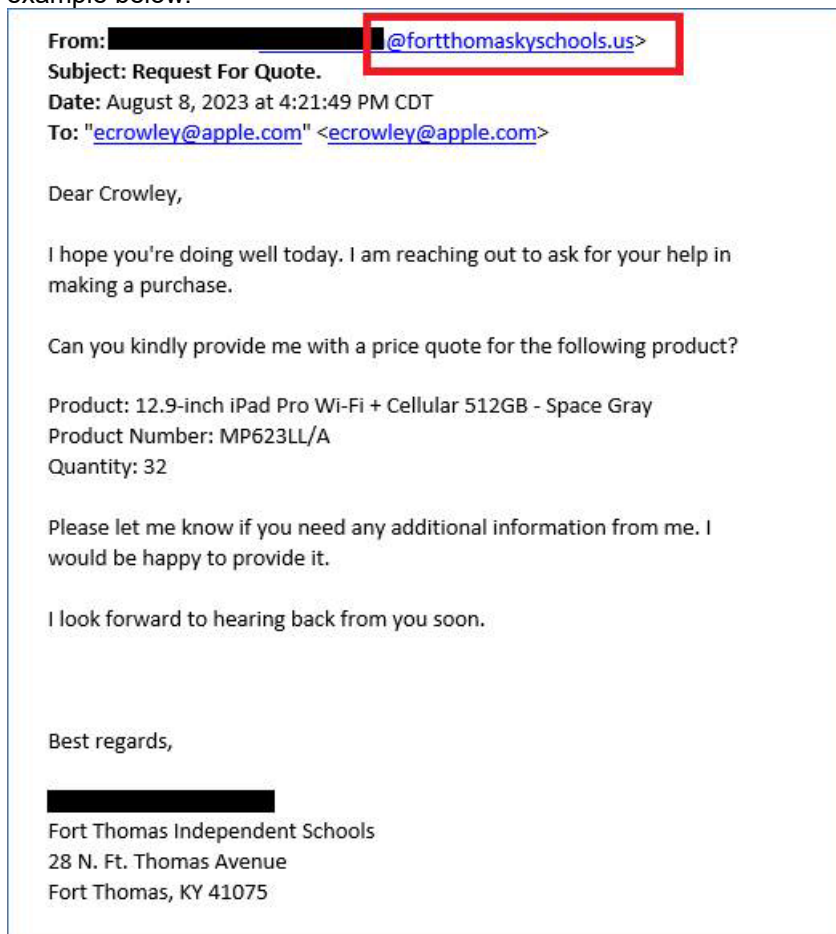 example below:
From: @fortthomaskyschools.us>
Subject: Request For Quote.
Date: August 8, 2023 at 4:21:49 PM CDT
To: "ecrowley@apple.com" <ecrowley@apple.com>
Dear Crowley,
I hope you're doing well today. I am reaching out to ask for your help in
making a purchase.
Can you kindly provide me with a price quote for the following product?
Product: 12.9-inch iPad Pro Wi-Fi + Cellular 512GB - Space Gray
Product Number: MP623LL/A
Quantity: 32
Please let me know if you need any additional information from me. I
would be happy to provide it.
I look forward to hearing back from you soon.
Best regards,
Fort Thomas Independent Schools
28 N. Ft. Thomas Avenue
Fort Thomas, KY 41075